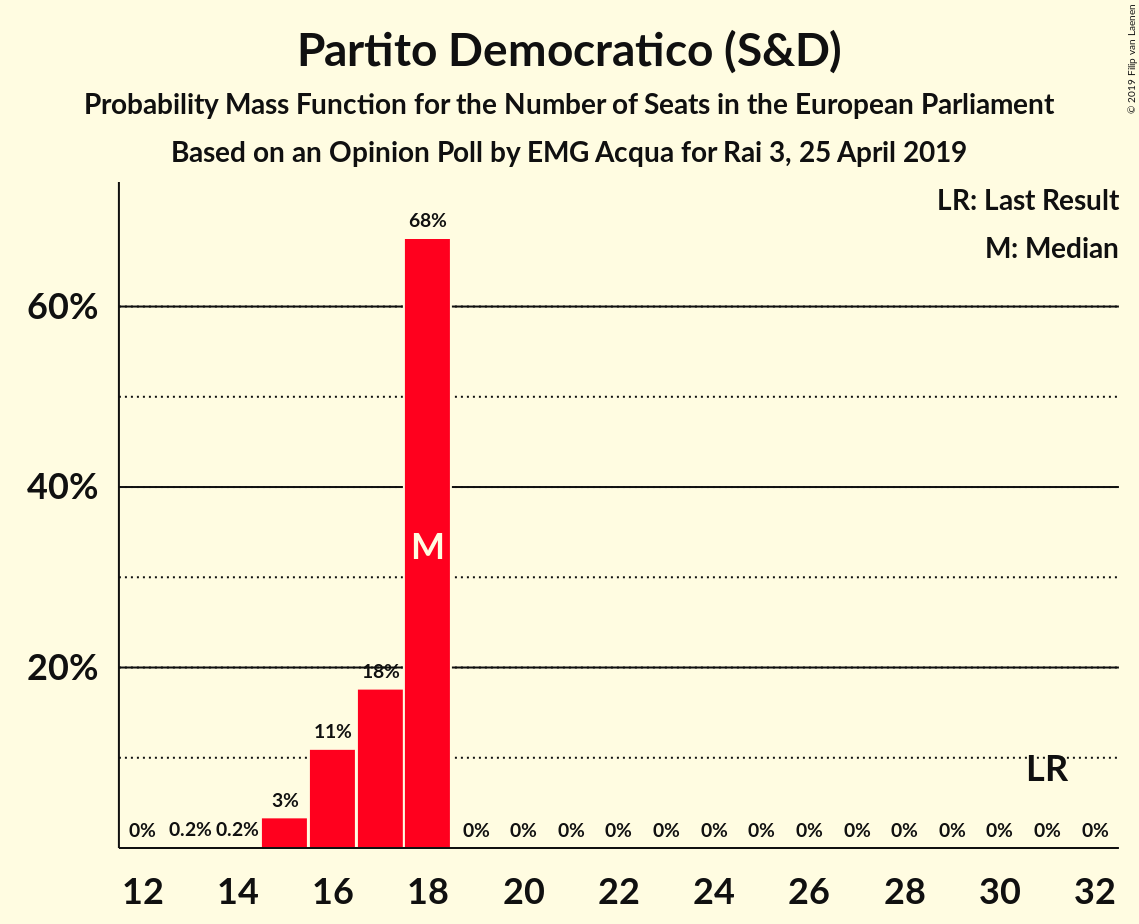 Partito Democratico (S&D)
Probability Mass Function for the Number of Seats in the European Parliament
Based on an Opinion Poll by EMG Acqua for Rai 3, 25 April 2019
© 2019 Filip van Laenen
LR: Last Result
M: Median
68%
60%
40%
M
20%
18%
11%
LR
3%
0% 0.2% 0.2% 0% 0% 0% 0% 0% 0% 0% 0% 0% 0% 0% 0% 0% 0%
12 14 16 18 20 22 24 26 28 30 32